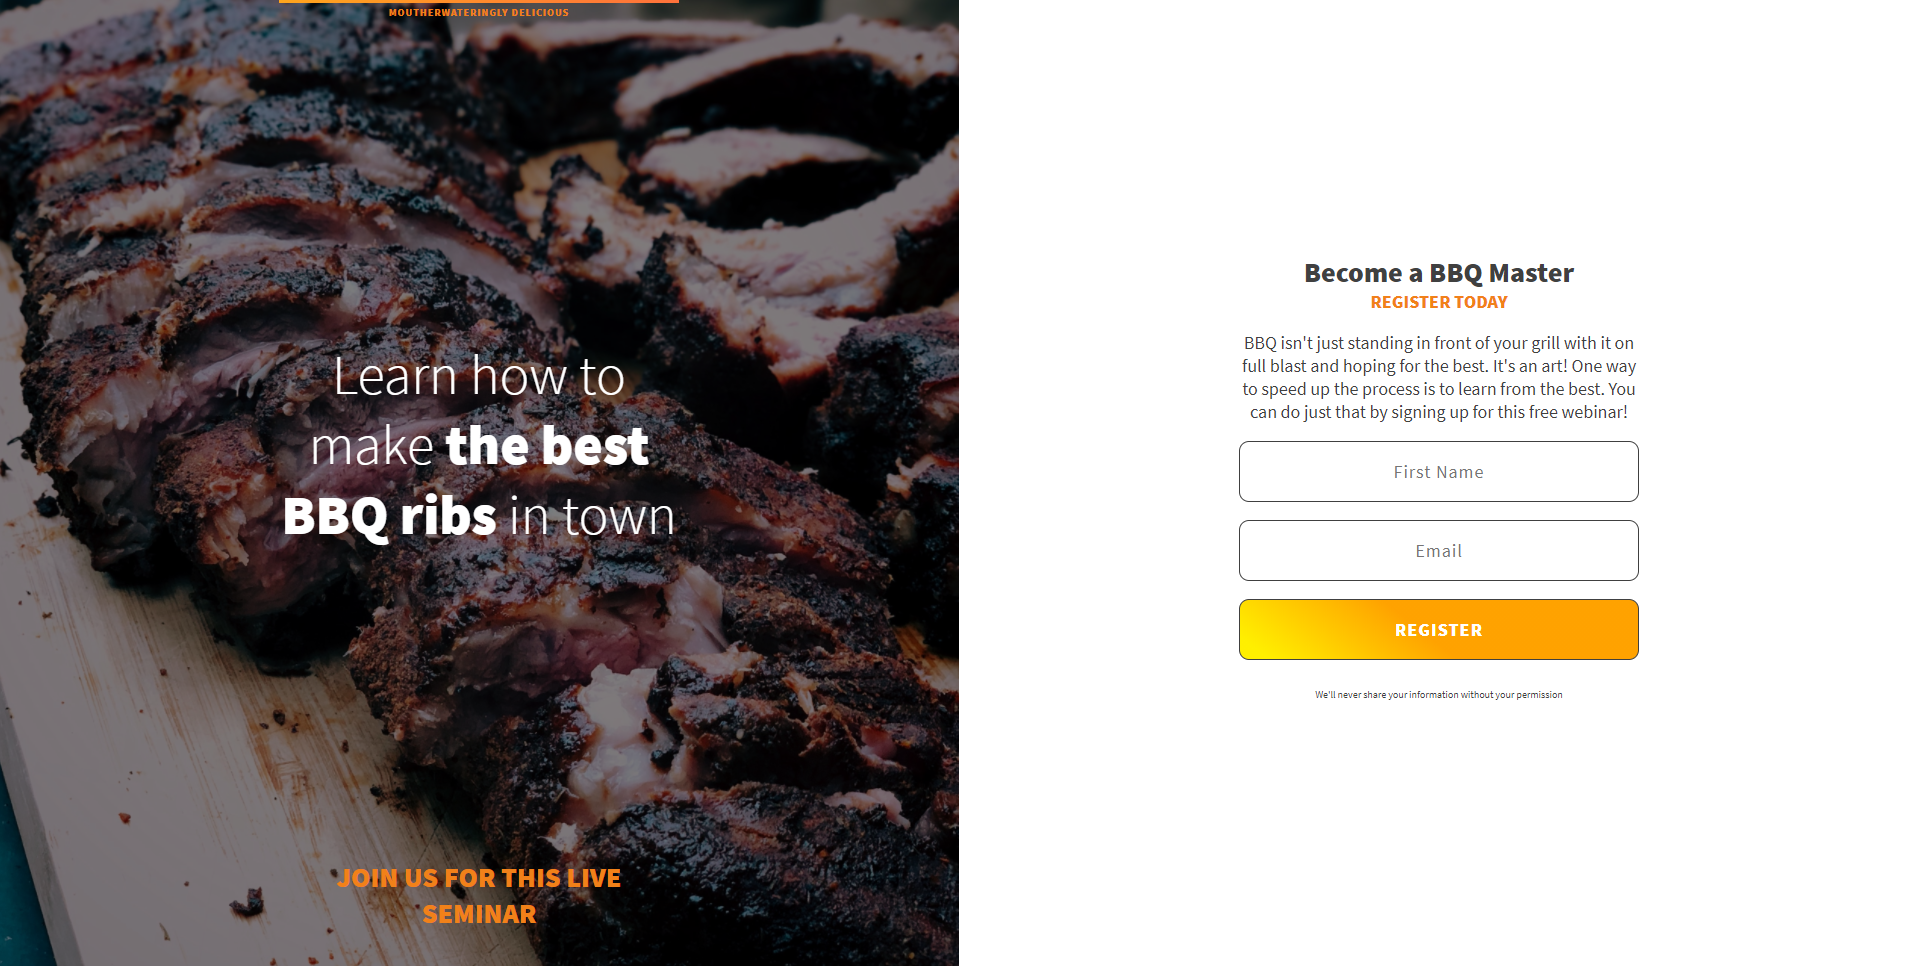 MOUTHERWATERINGLY DELICIOUS
Learn how to
make the best
BBQ ribs in town
JOIN US FOR THIS LIVE
SEMINAR
Become a BBQ Master
REGISTER TODAY
BBQ isn't just standing in front of your grill with it on
full blast and hoping for the best. It's an art! One way
to speed up the process is to learn from the best. You
can do just that by signing up for this free webinar!
First Name
Email
REGISTER
We'll never share your information without your permission